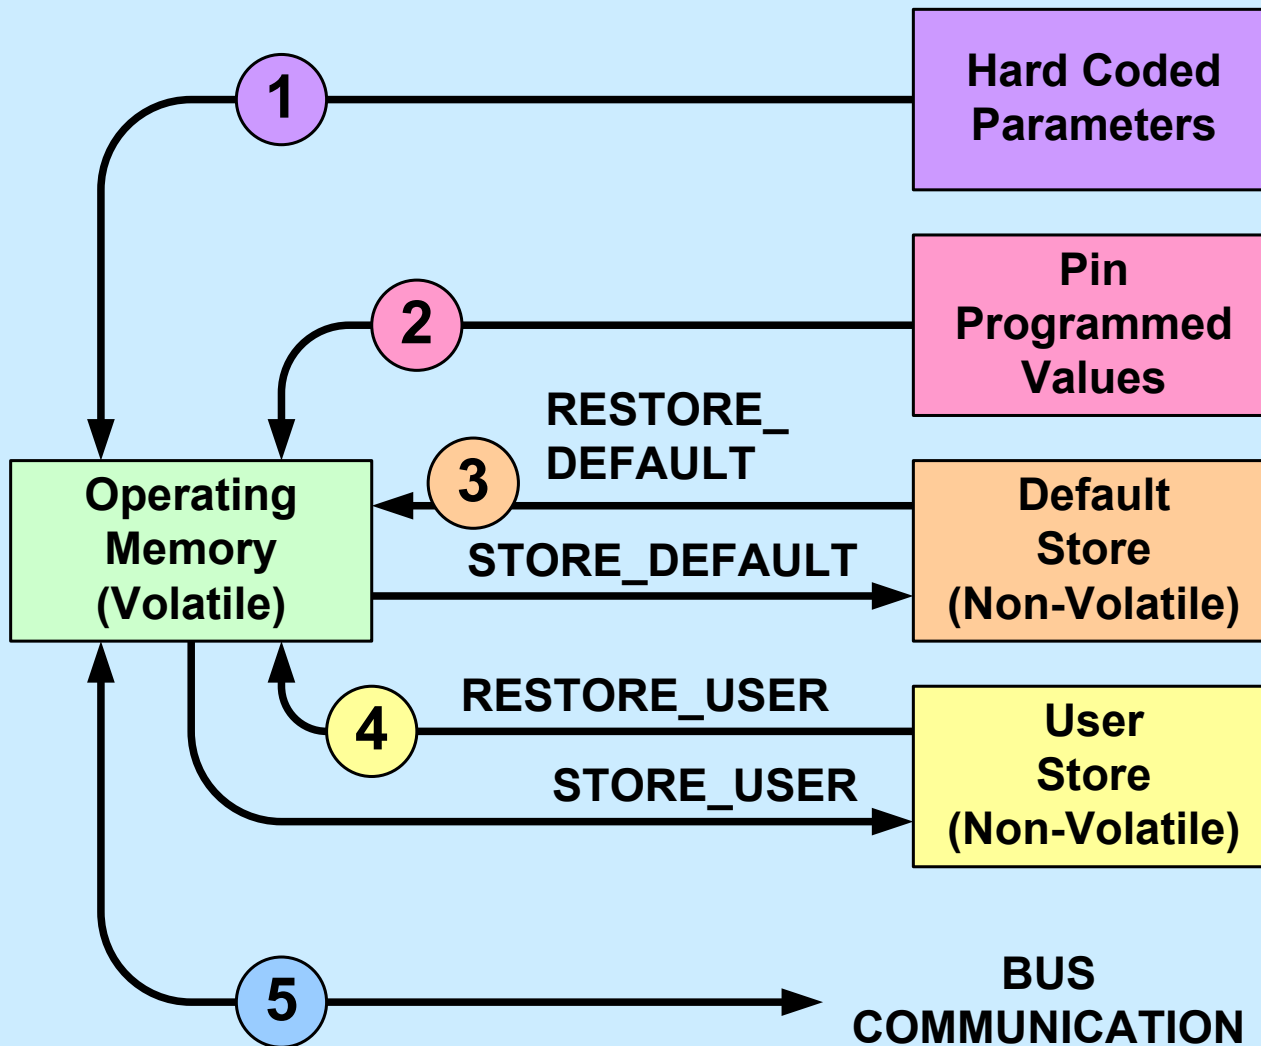 1
Hard Coded
Parameters
2
Pin
Programmed
Values
RESTORE_
DEFAULT
3
Operating
Memory
(Volatile)
STORE_DEFAULT
Default
Store
(Non-Volatile)
4
RESTORE_USER
STORE_USER
User
Store
(Non-Volatile)
5
BUS
COMMUNICATION